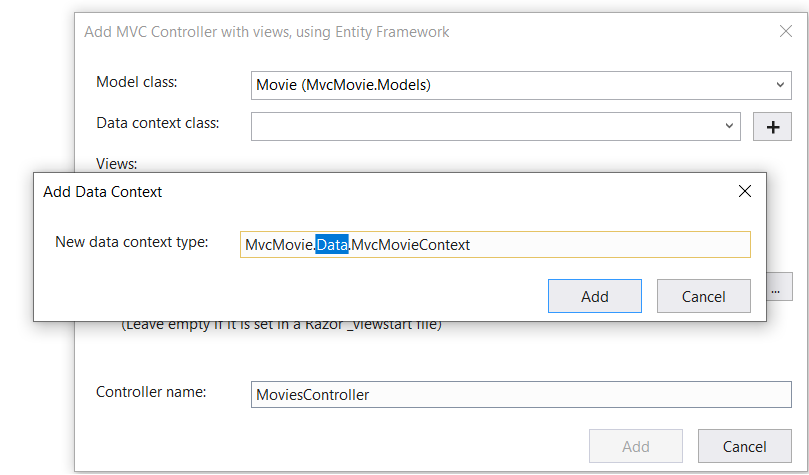 Add MVC Controller with views, using Entity Framework
Model class:
Movie (MvcMovie.Models)
Data context class:
+
Views:
Add Data Context
New data context type:
MvcMovie.Data.MvcMovieContext
...
Add
Cancel
(Leave empty if it is set in a Razor _viewstart file)
Controller name:
MoviesController
Add
Cancel